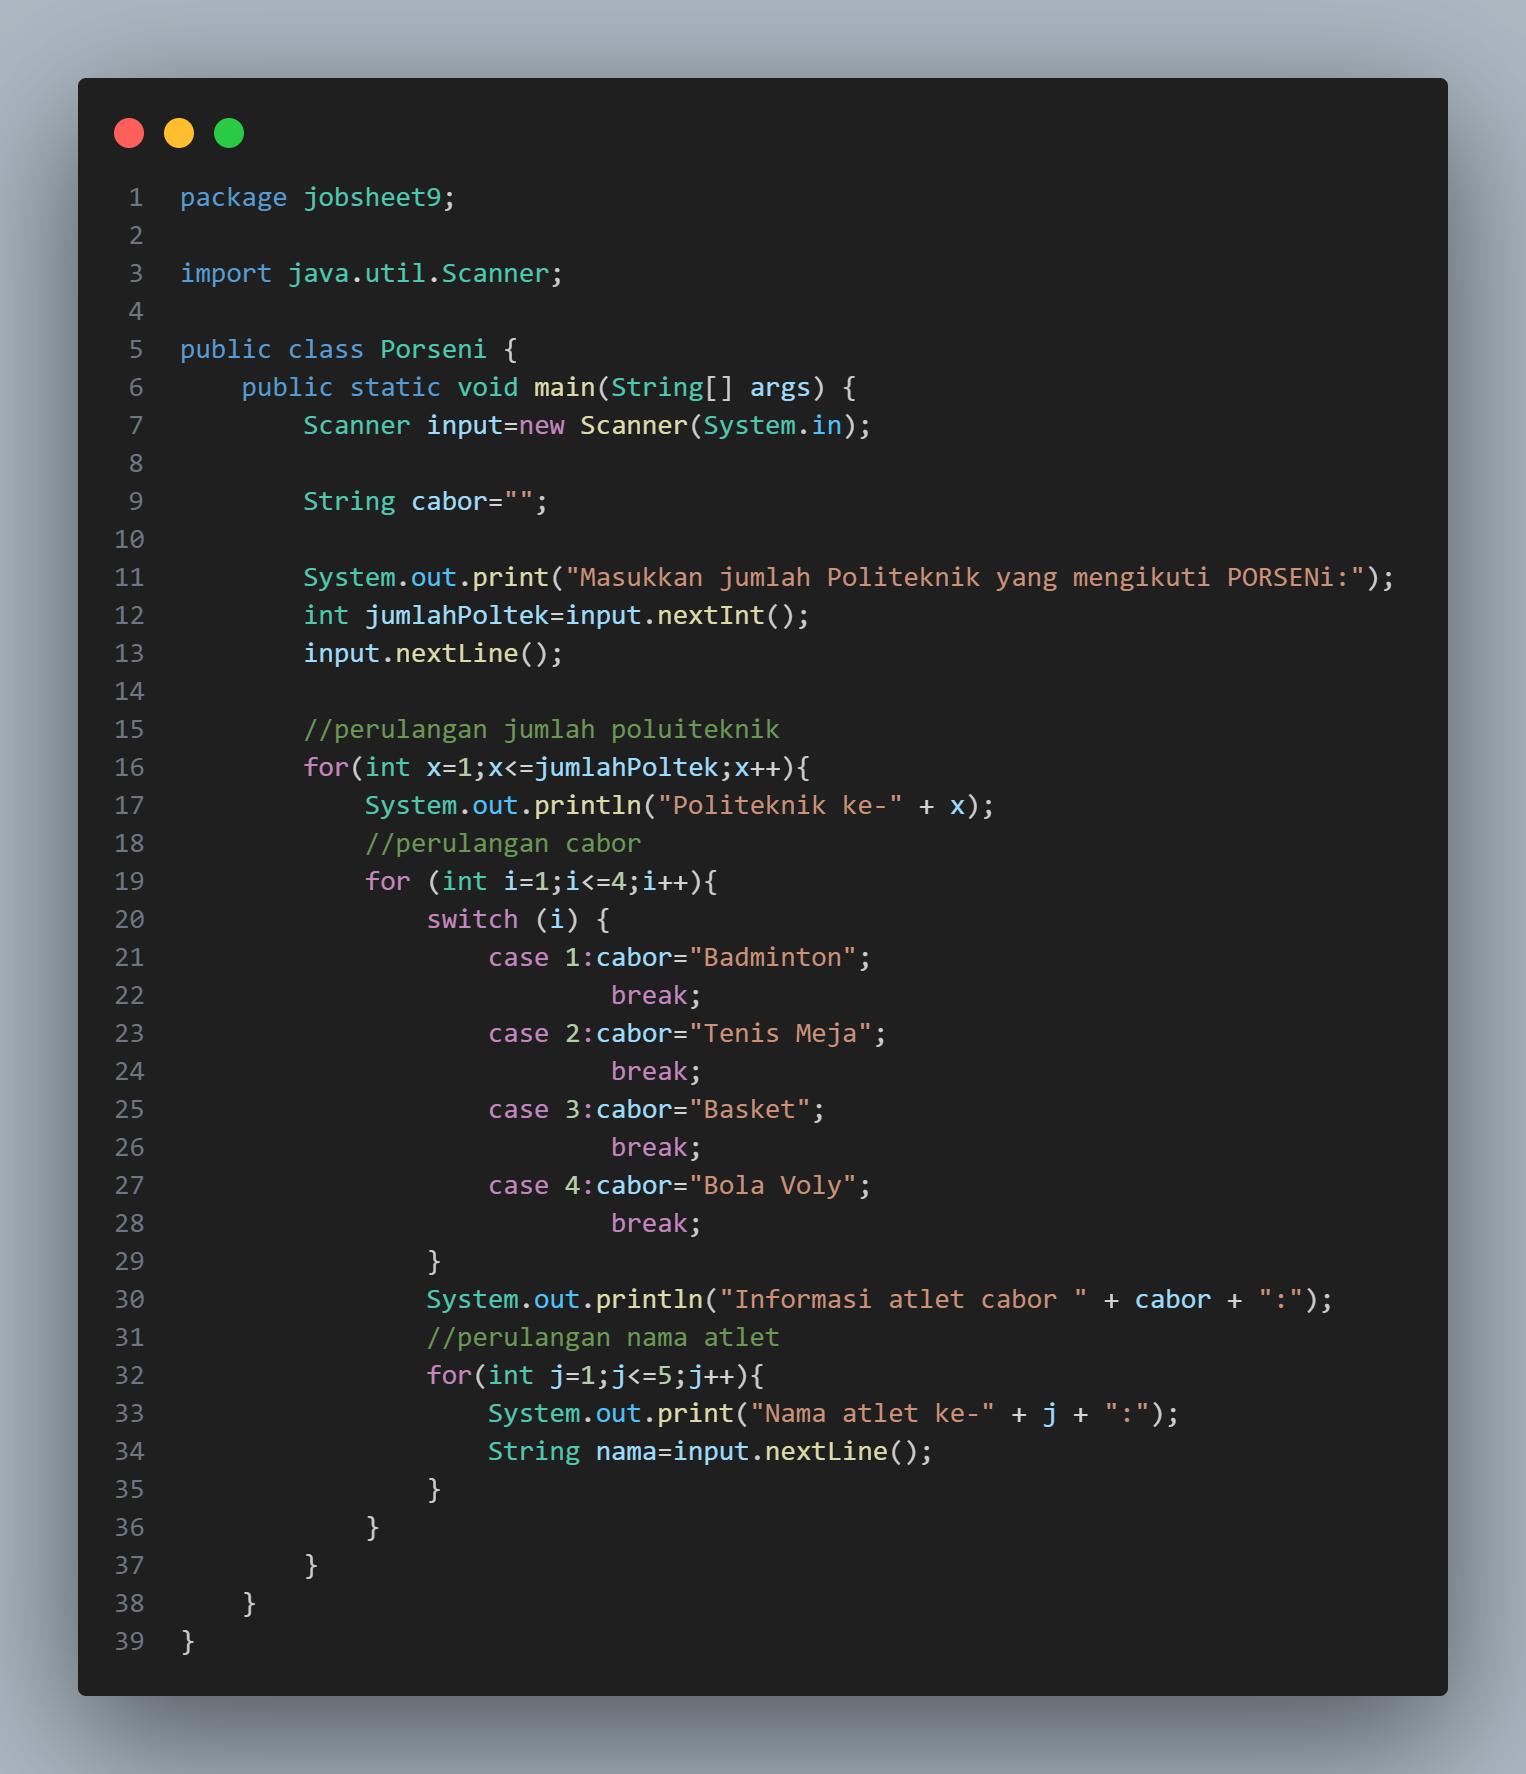 1 package jobsheet9;
2
3 import java.util.Scanner;
4
5 public class Porseni {
6     public static void main(String[] args) {
7         Scanner input=new Scanner(System.in);
8
9         String cabor="";
10
11         System.out.print("Masukkan jumlah Politeknik yang mengikuti PORSENi:");
12         int jumlahPoltek=input.nextInt();
13         input.nextLine();
14
15         //perulangan jumlah poluiteknik
16         for(int x=1;x<=jumlahPoltek;x++){
17             System.out.println("Politeknik ke-" + x);
18             //perulangan cabor
19             for (int i=1;i<=4;i++){
20                 switch (i) {
21                     case 1:cabor="Badminton";
22                             break;
23                     case 2:cabor="Tenis Meja";
24                             break;
25                     case 3:cabor="Basket";
26                             break;
27                     case 4:cabor="Bola Voly";
28                             break;
29                 }
30                 System.out.println("Informasi atlet cabor " + cabor + ":");
31                 //perulangan nama atlet
32                 for(int j=1;j<=5;j++){
33                     System.out.print("Nama atlet ke-" + j + ":");
34                     String nama=input.nextLine();
35                 }
36             }
37         }
38     }
39 }